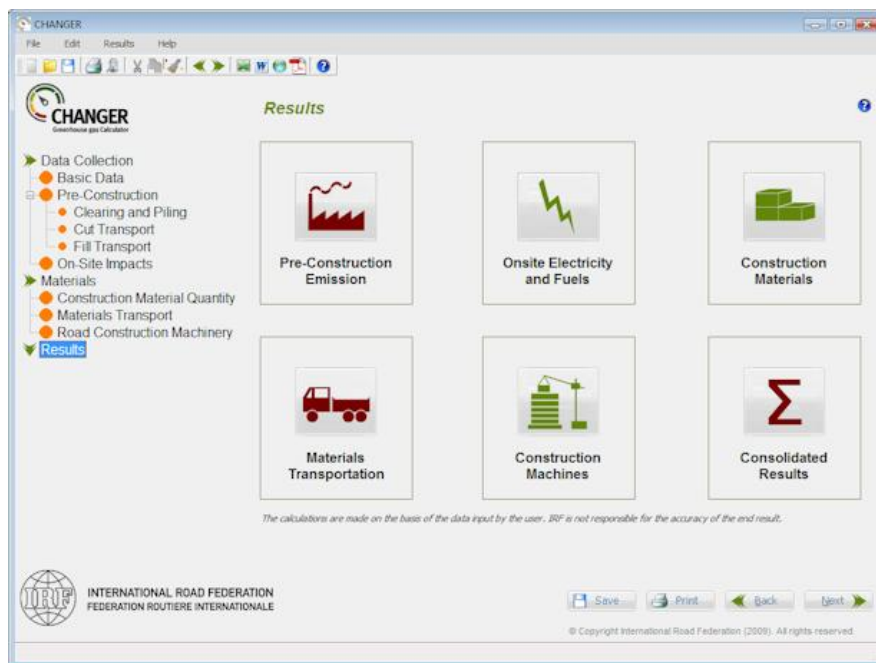 CHANGER
File Edit Results Help
CHANGER
Greenhouse gas Calculator
Results
Data Collection
Basic Data
Pre-Construction
Clearing and Piling
Cut Transport
Fill Transport
On-Site Impacts
Materials
Construction Material Quantity
Materials Transport
Road Construction Machinery
Results
Pre-Construction
Emission
Onsite Electricity
and Fuels
Construction
Materials
Materials
Transportation
Construction
Machines
Σ
Consolidated
Results
The calculations are made on the basis of the data input by the user. IRF is not responsible for the accuracy of the end result.
IRF
INTERNATIONAL ROAD FEDERATION
FEDERATION ROUTIERE INTERNATIONALE
Save Print Back Next
© Copyright International Road Federation (2009). All rights reserved.